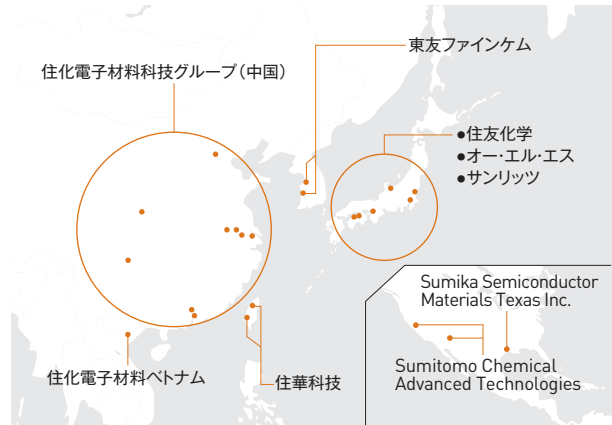 東友ファインケム
住化電子材料科技グループ（中国）
●住友化学
●オー・エル・エス
●サンリッツ
Sumika Semiconductor
Materials Texas Inc.
Sumitomo Chemical
Advanced Technologies
住化電子材料ベトナム
住華科技